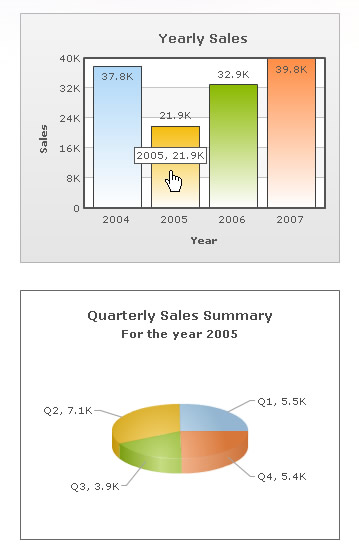 Yearly Sales
40K
32K
24K
16K
8K
0
Sales
37.8K
21.9K
32.9K
39.8K
2005, 21.9K
2004
2005
2006
2007
Year
Quarterly Sales Summary
For the year 2005
Q1, 5.5K
Q2, 7.1K
Q3, 3.9K
Q4, 5.4K